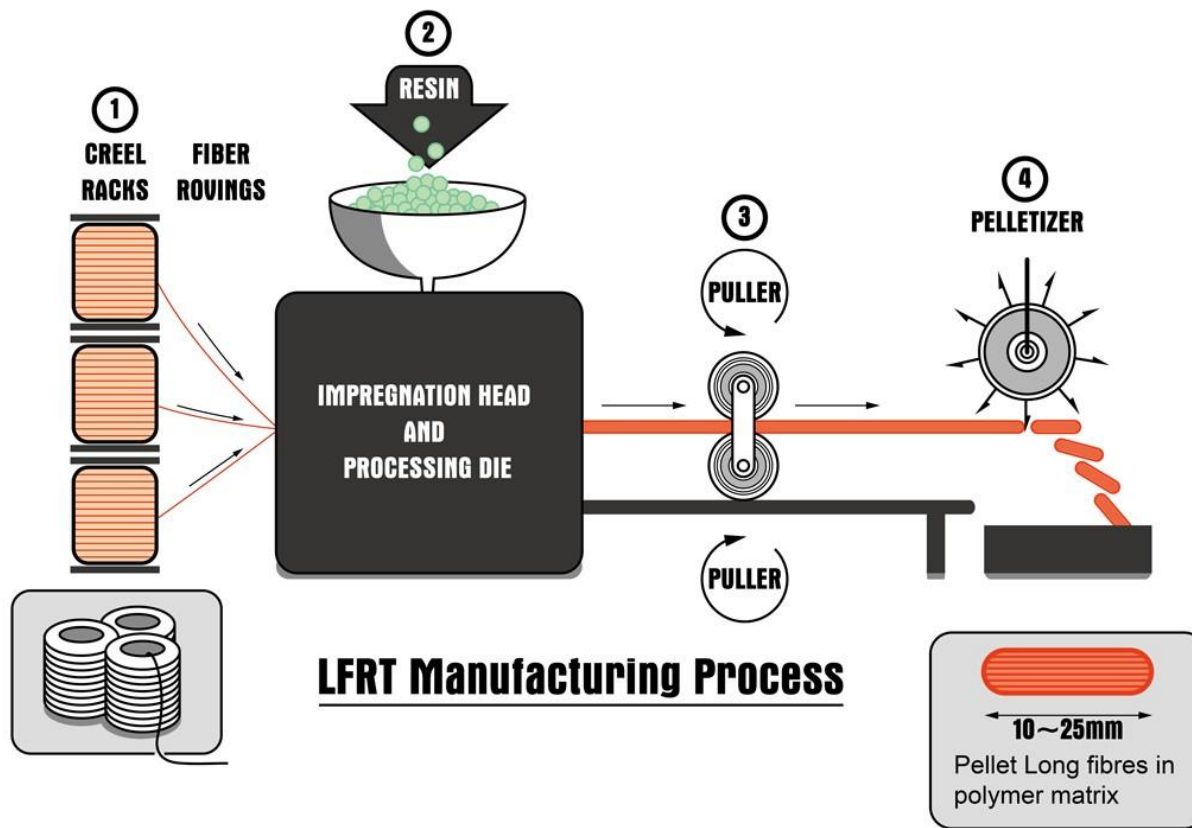 1
CREEL
RACKS
FIBER
ROVINGS
2
RESIN
3
PULLER
4
PELLETIZER
IMPREGNATION HEAD
AND
PROCESSING DIE
PULLER
LFRT Manufacturing Process
10~25mm
Pellet Long fibres in
polymer matrix